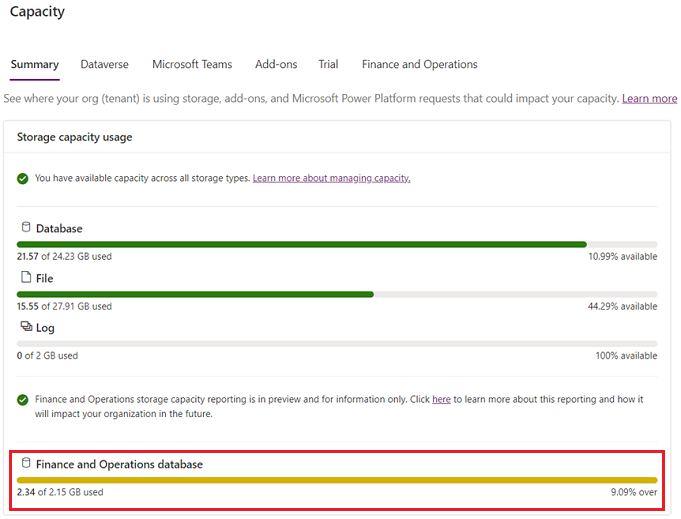 Capacity
Summary Dataverse Microsoft Teams Add-ons Trial Finance and Operations
See where your org (tenant) is using storage, add-ons, and Microsoft Power Platform requests that could impact your capacity. Learn more
Storage capacity usage
You have available capacity across all storage types. Learn more about managing capacity.
Database
21.57 of 24.23 GB used 10.99% available
File
15.55 of 27.91 GB used 44.29% available
Log
0 of 2 GB used 100% available
Finance and Operations storage capacity reporting is in preview and for information only. Click here to learn more about this reporting and how it
will impact your organization in the future.
Finance and Operations database
2.34 of 2.15 GB used 9.09% over